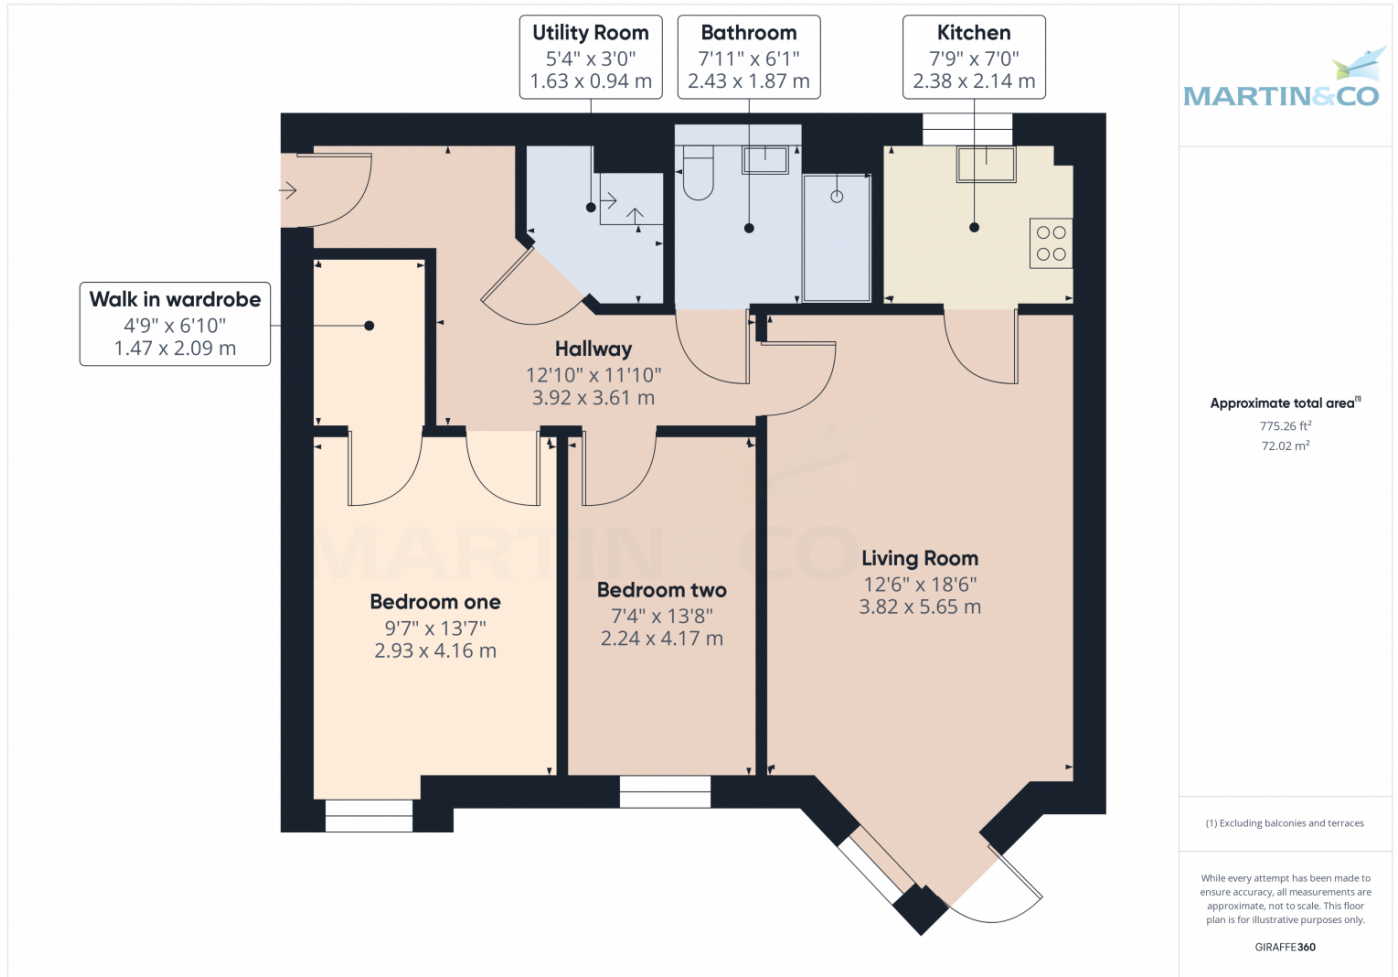 Utility Room
5'4" x 3'0"
1.63 x 0.94 m
Bathroom
7'11" x 6'1"
2.43 x 1.87 m
Kitchen
7'9" x 7'0"
2.38 x 2.14 m
MARTIN&CO
Walk in wardrobe
4'9" x 6'10"
1.47 x 2.09 m
Hallway
12'10" x 11'10"
3.92 x 3.61 m
Approximate total area(1)
775.26 ft²
72.02 m²
MARTIN&CO
Living Room
12'6" x 18'6"
3.82 x 5.65 m
Bedroom two
7'4" x 13'8"
2.24 x 4.17 m
Bedroom one
9'7" x 13'7"
2.93 x 4.16 m
(1) Excluding balconies and terraces
While every attempt has been made to
ensure accuracy, all measurements are
approximate, not to scale. This floor
plan is for illustrative purposes only.
GIRAFFE360